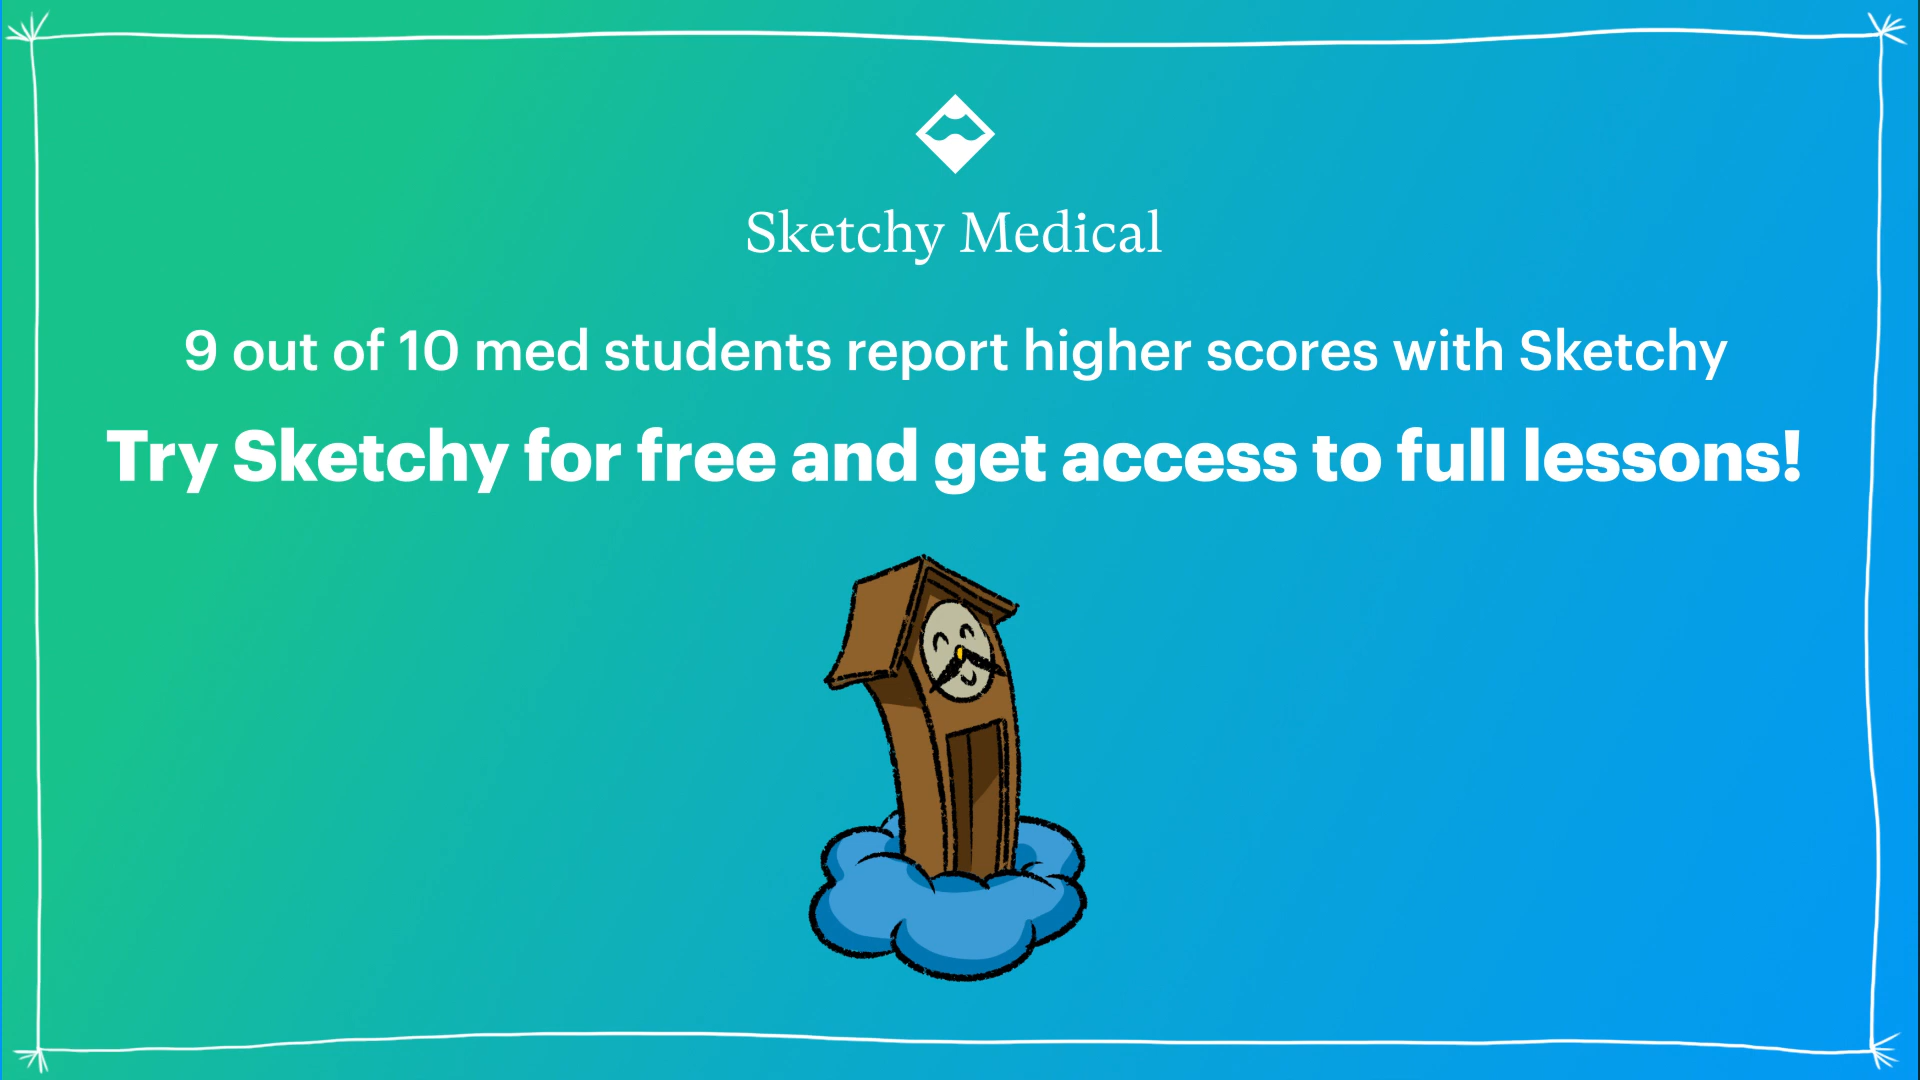 Sketchy Medical
9 out of 10 med students report higher scores with Sketchy
Try Sketchy for free and get access to full lessons!